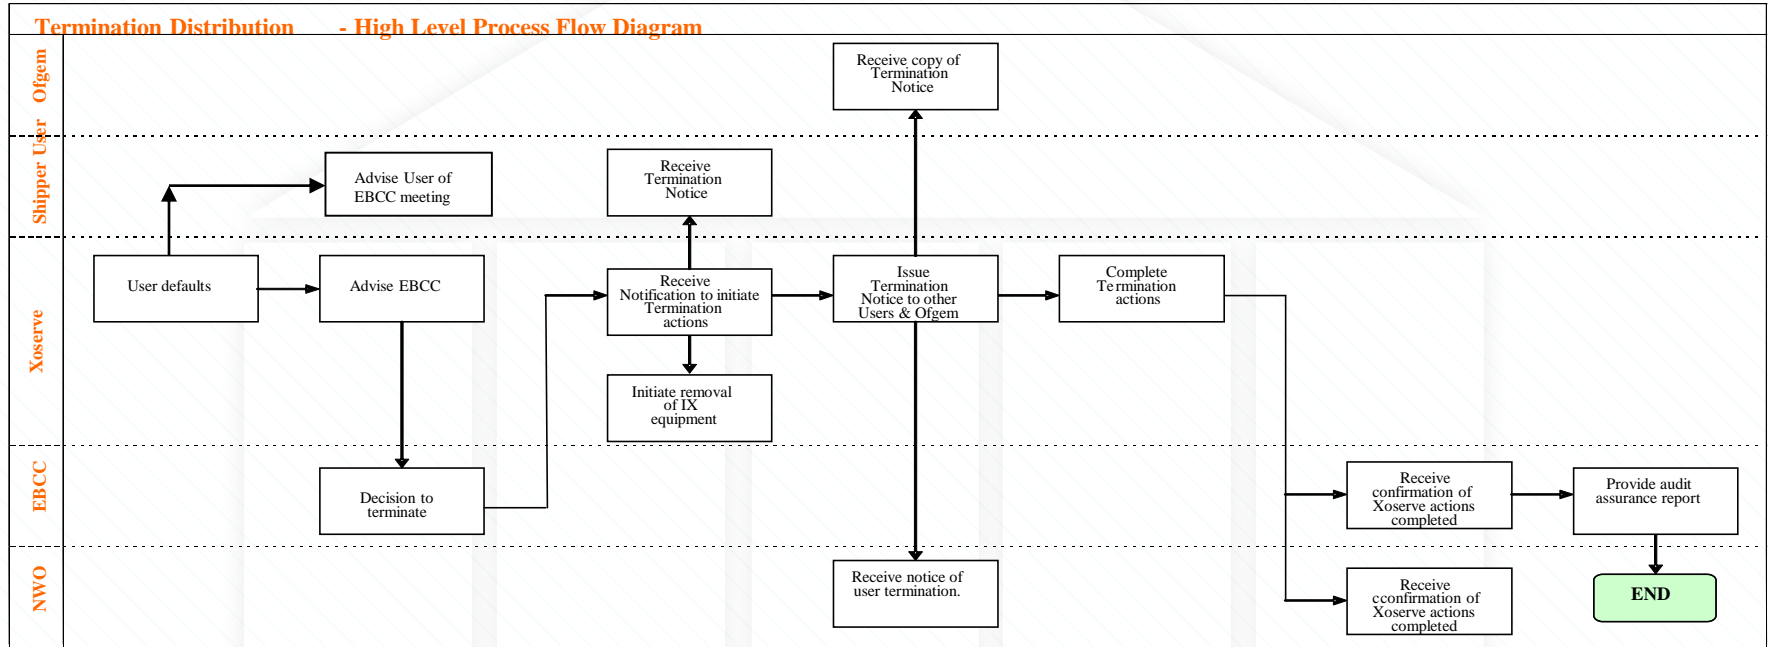 Termination Distribution - High Level Process Flow Diagram
Ofgem
Receive copy of
Termination
Notice
Shipper User
Advise User of
EBCC meeting
Receive
Termination
Notice
Xoserve
User defaults
Advise EBCC
Receive
Notification to initiate
Termination
actions
Issue
Termination
Notice to other
Users & Ofgem
Complete
Termination
actions
Initiate removal
of IX
equipment
EBCC
Decision to
terminate
Receive
confirmation of
Xoserve actions
completed
Provide audit
assurance report
NWO
Receive notice of
user termination.
Receive
cconfirmation of
Xoserve actions
completed
END